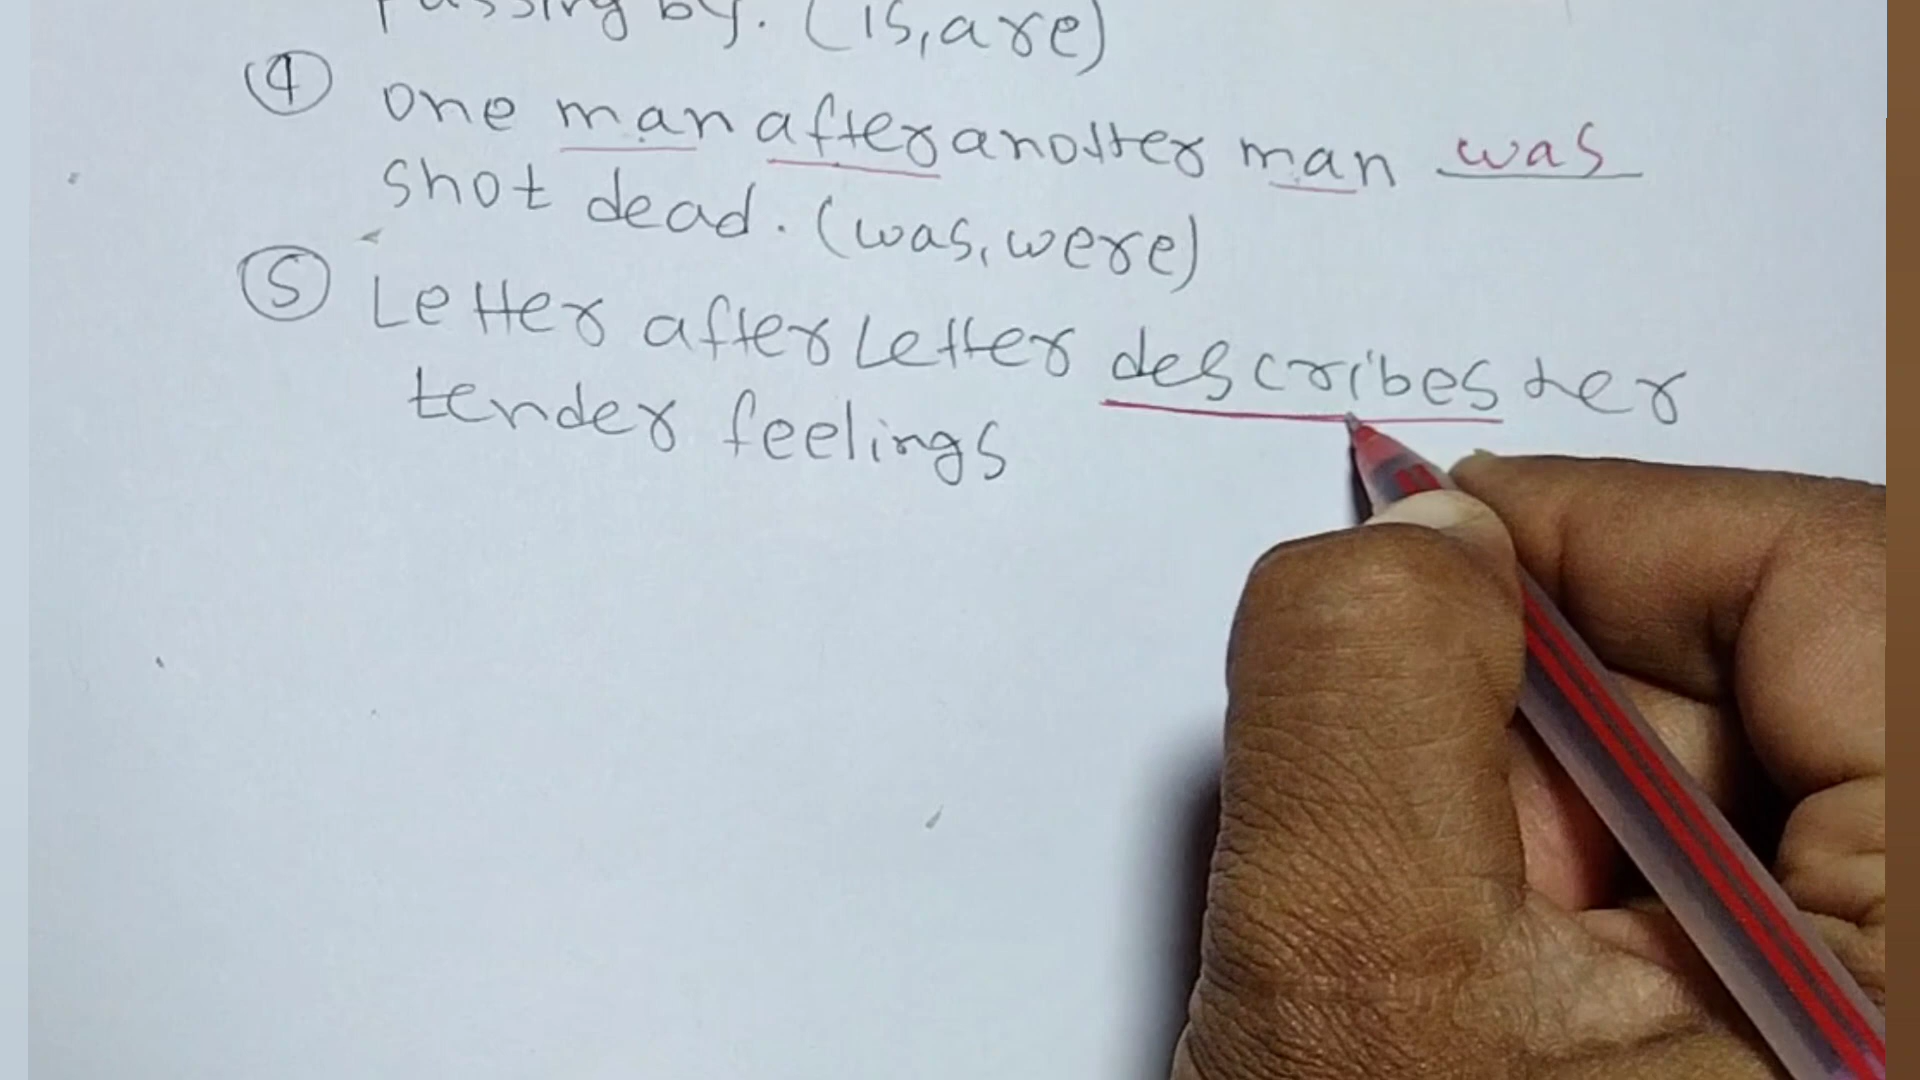 passing by. (is, are)
④ one man after another man was
shot dead. (was, were)
⑤ Letter after Letter describes her
tender feelings